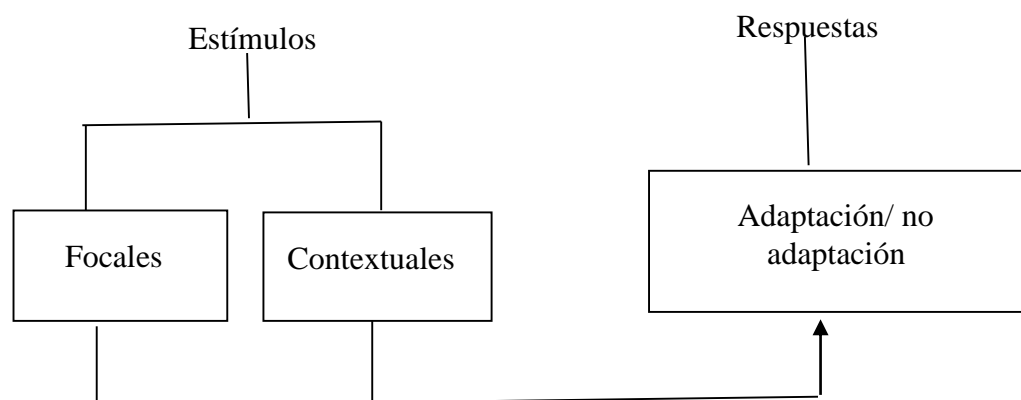 Estímulos
Respuestas
Focales
Contextuales
Adaptación/ no
adaptación